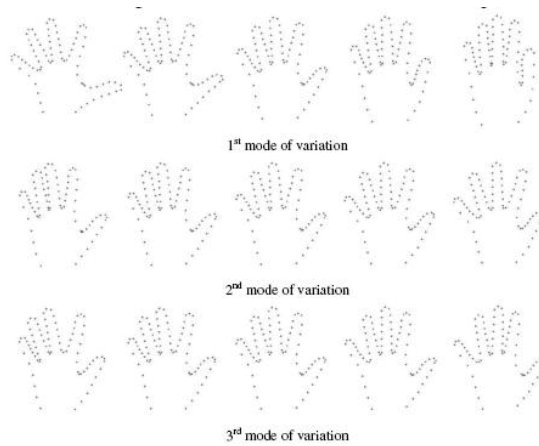 1st mode of variation
2nd mode of variation
3rd mode of variation